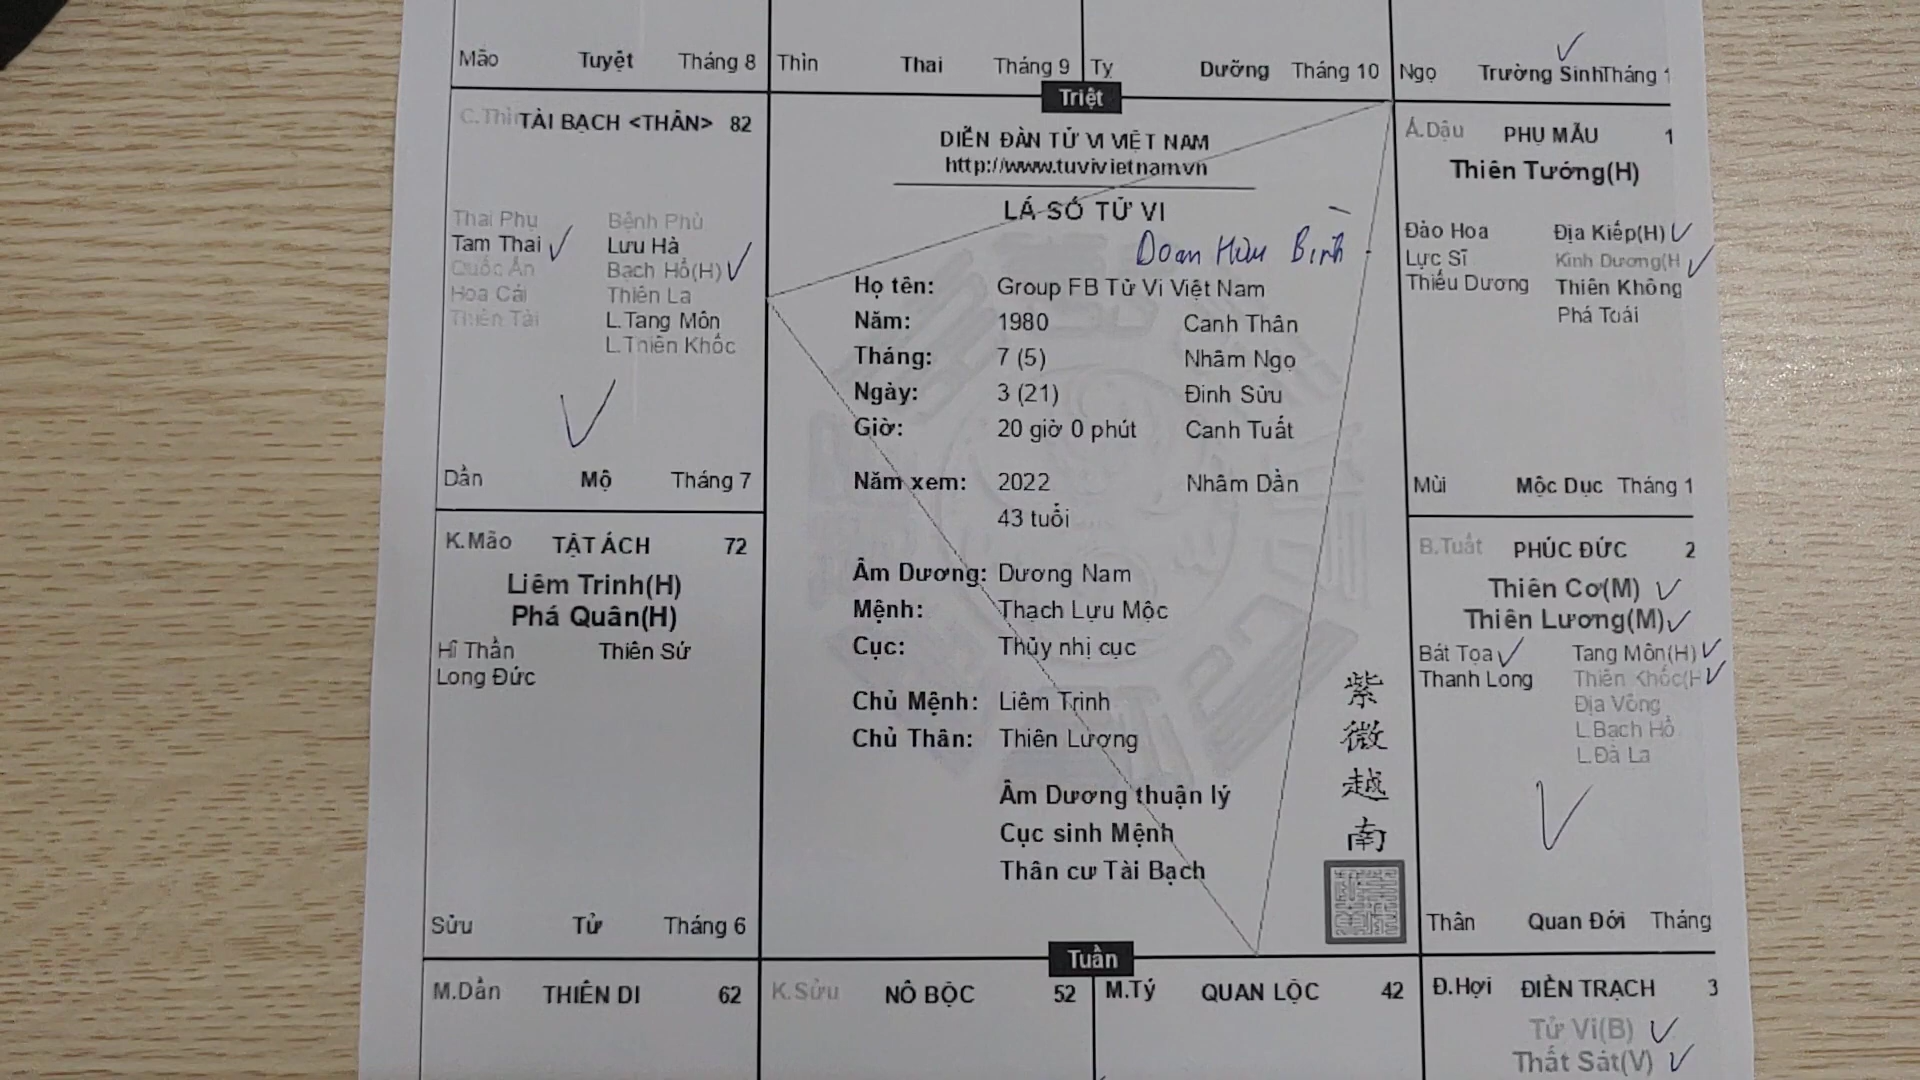 Mão Tuyệt Tháng 8
Thìn Thai Tháng 9
Tỵ Dưỡng Tháng 10
Ngọ Trường Sinh Tháng 1
Triệt
TÀI BẠCH <THÂN> 82
Thai Phụ Bệnh Phù
Tam Thai Lưu Hà
Quốc Ấn Bạch Hổ(H)
Hoa Cái Thiên La
Thiên Tài L.Tang Môn
L.Thiên Khốc
Dần Mộ Tháng 7
K.Mão TẬT ÁCH 72
Liêm Trinh(H)
Phá Quân(H)
Hỉ Thần Thiên Sứ
Long Đức
Sửu Tử Tháng 6
DIỄN ĐÀN TỬ VI VIỆT NAM
http://www.tuvivietnam.vn
LÁ SỐ TỬ VI
Họ tên: Group FB Tử Vi Việt Nam
Năm: 1980 Canh Thân
Tháng: 7 (5) Nhâm Ngọ
Ngày: 3 (21) Đinh Sửu
Giờ: 20 giờ 0 phút Canh Tuất
Năm xem: 2022 Nhâm Dần
43 tuổi
Âm Dương: Dương Nam
Mệnh: Thạch Lựu Mộc
Cục: Thủy nhị cục
Chủ Mệnh: Liêm Trinh
Chủ Thân: Thiên Lương
Âm Dương thuận lý
Cục sinh Mệnh
Thân cư Tài Bạch
紫
微
越
南
Á.Dậu PHỤ MẪU 1
Thiên Tướng(H)
Đào Hoa Địa Kiếp(H)
Lực Sĩ Kình Dương(H
Thiếu Dương Thiên Không
Phá Toái
Mùi Mộc Dục Tháng 1
B.Tuất PHÚC ĐỨC 2
Thiên Cơ(M)
Thiên Lương(M)
Bát Tọa Tang Môn(H)
Thanh Long Thiên Khốc(H
Địa Võng
L.Bạch Hổ
L.Đà La
Thân Quan Đới Tháng
Tuần
M.Dần THIÊN DI 62
K.Sửu NÔ BỘC 52
M.Tý QUAN LỘC 42
Đ.Hợi ĐIỀN TRẠCH 3
Tử Vi(B)
Thất Sát(V)